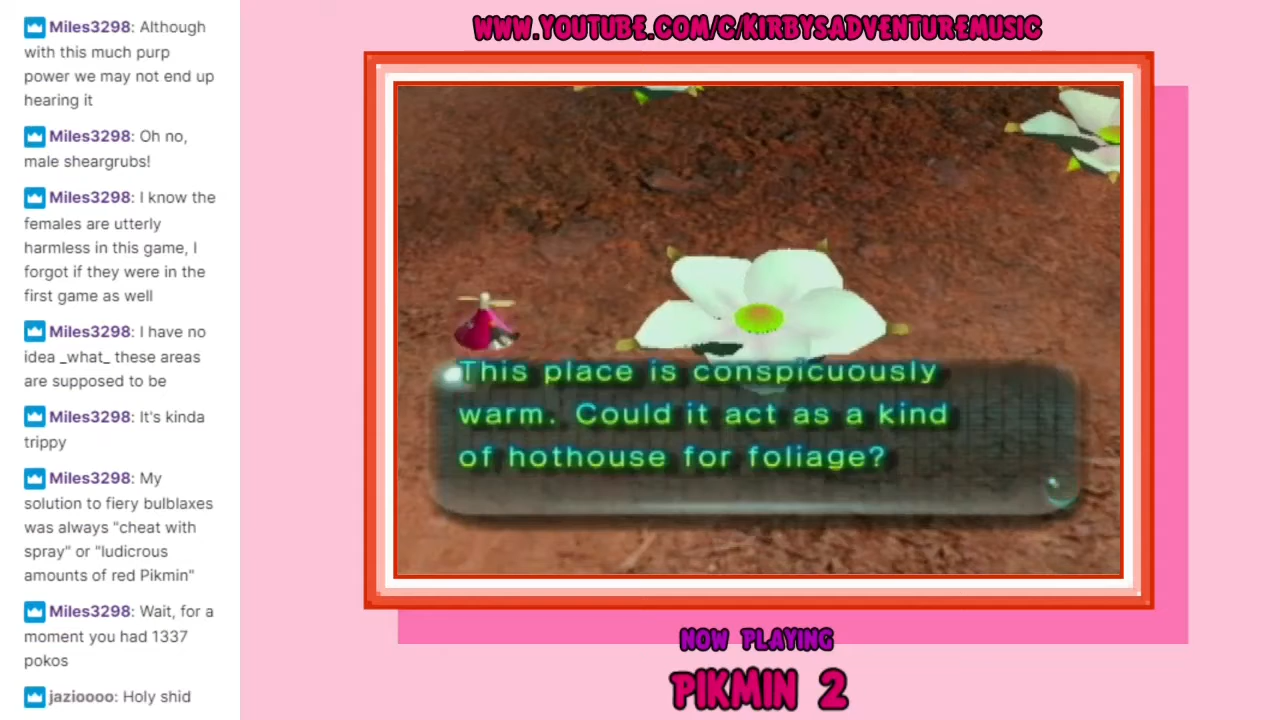 Miles3298: Although
with this much purp
power we may not end up
hearing it
Miles3298: Oh no,
male sheargrubs!
Miles3298: I know the
females are utterly
harmless in this game, I
forgot if they were in the
first game as well
Miles3298: I have no
idea _what_ these areas
are supposed to be
Miles3298: It's kinda
trippy
Miles3298: My
solution to fiery bulblaxes
was always "cheat with
spray" or "ludicrous
amounts of red Pikmin"
Miles3298: Wait, for a
moment you had 1337
pokos
jazioooo: Holy shid
WWW.YOUTUBE.COM/C/KIRBYSADVENTUREMUSIC
This place is conspicuously
warm. Could it act as a kind
of hothouse for foliage?
NOW PLAYING
PIKMIN 2